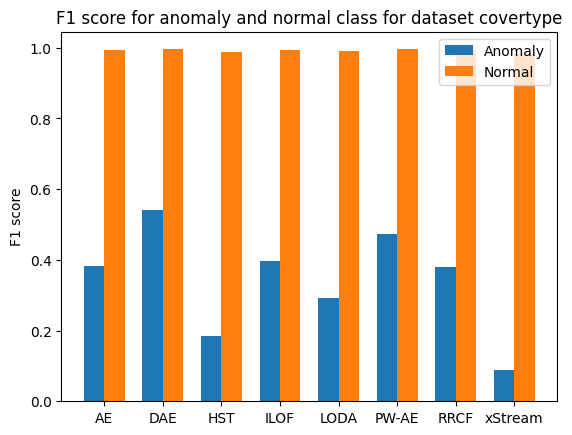 F1 score for anomaly and normal class for dataset covertype
Anomaly
Normal
F1 score
1.0
0.8
0.6
0.4
0.2
0.0
AE DAE HST ILOF LODA PW-AE RRCF xStream